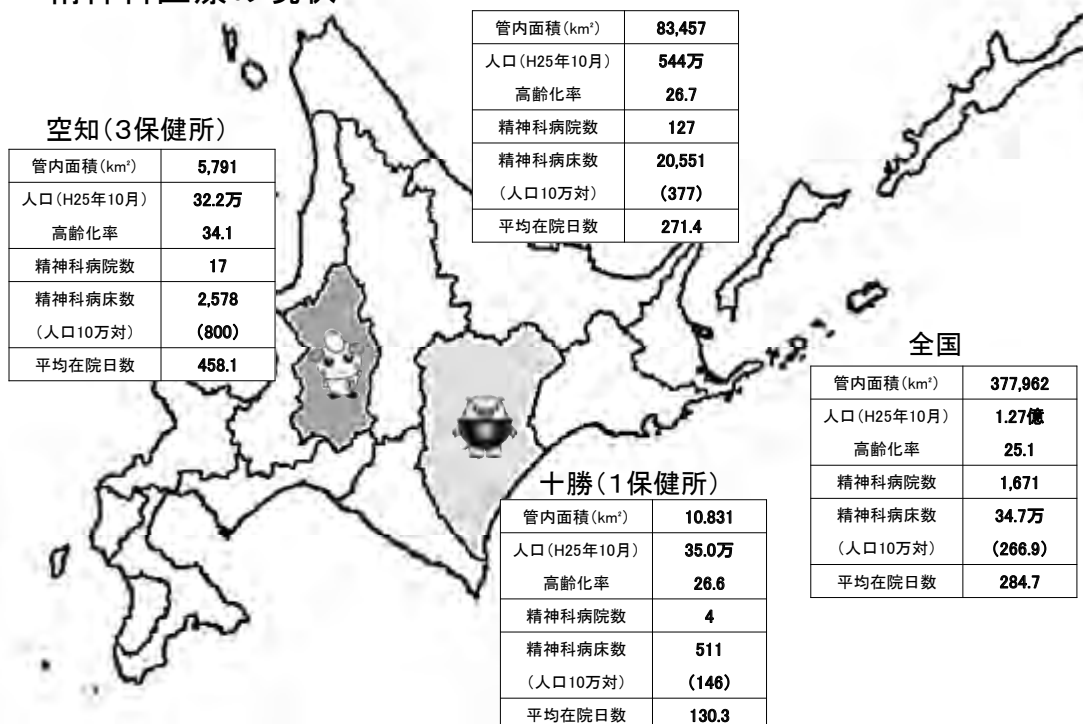 管内面積(km²) 83,457
人口(H25年10月) 544万
高齢化率 26.7
精神科病院数 127
精神科病床数 20,551
(人口10万対) (377)
平均在院日数 271.4
空知(3保健所)
管内面積(km²) 5,791
人口(H25年10月) 32.2万
高齢化率 34.1
精神科病院数 17
精神科病床数 2,578
(人口10万対) (800)
平均在院日数 458.1
全国
管内面積(km²) 377,962
人口(H25年10月) 1.27億
高齢化率 25.1
精神科病院数 1,671
精神科病床数 34.7万
(人口10万対) (266.9)
平均在院日数 284.7
十勝(1保健所)
管内面積(km²) 10.831
人口(H25年10月) 35.0万
高齢化率 26.6
精神科病院数 4
精神科病床数 511
(人口10万対) (146)
平均在院日数 130.3